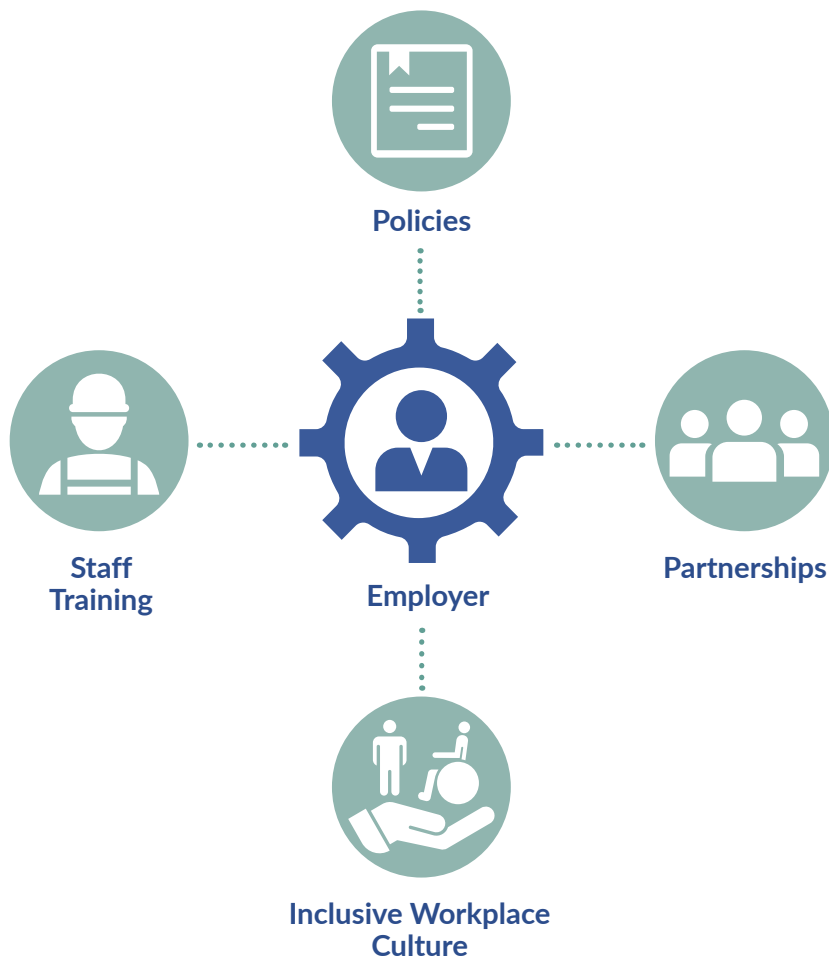 Policies
Staff
Training
Employer
Partnerships
Inclusive Workplace
Culture